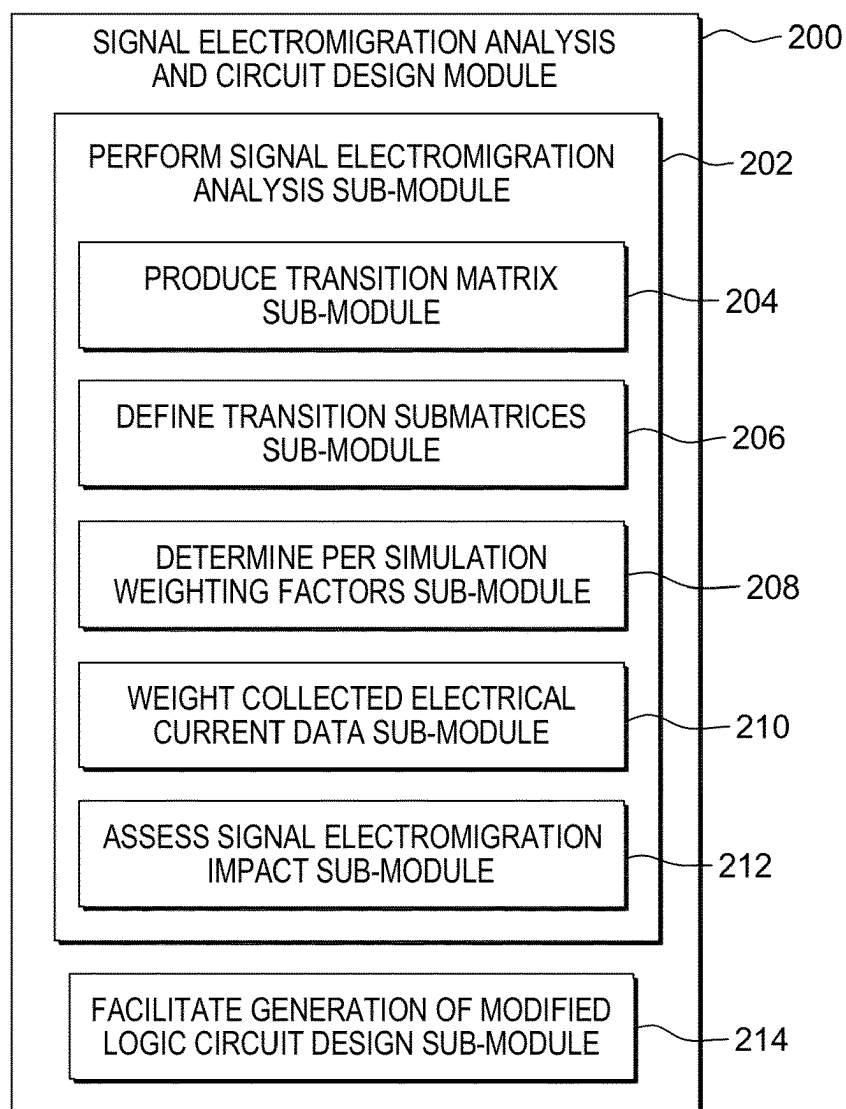 SIGNAL ELECTROMIGRATION ANALYSIS
AND CIRCUIT DESIGN MODULE
200
PERFORM SIGNAL ELECTROMIGRATION
ANALYSIS SUB-MODULE
202
PRODUCE TRANSITION MATRIX
SUB-MODULE
204
DEFINE TRANSITION SUBMATRICES
SUB-MODULE
206
DETERMINE PER SIMULATION
WEIGHTING FACTORS SUB-MODULE
208
WEIGHT COLLECTED ELECTRICAL
CURRENT DATA SUB-MODULE
210
ASSESS SIGNAL ELECTROMIGRATION
IMPACT SUB-MODULE
212
FACILITATE GENERATION OF MODIFIED
LOGIC CIRCUIT DESIGN SUB-MODULE
214